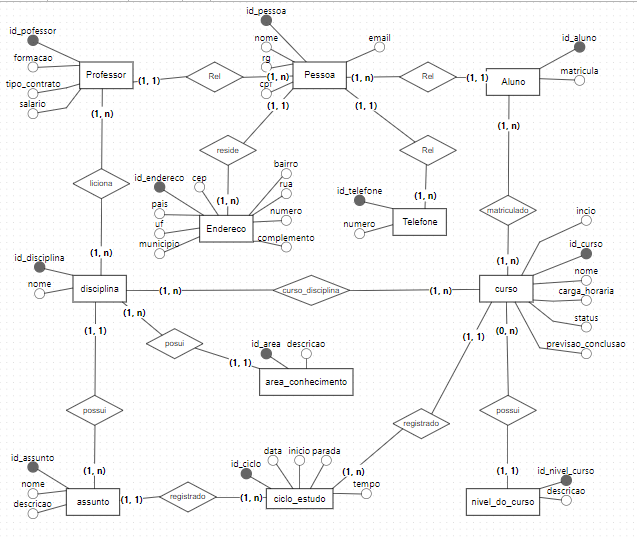 id_pessoa
id_pofessor
nome
email
id_aluno
formacao
rg
Professor
(1, 1)
Rel
(1, n)
Pessoa
(1, n)
Rel
(1, 1)
Aluno
matricula
tipo_contrato
cpf
salario
(1, n)
(1, 1)
(1, 1)
(1, n)
reside
Rel
liciona
id_endereco
cep
bairro
rua
pais
(1, n)
numero
uf
Endereco
municipio
complemento
id_telefone
(1, n)
numero
Telefone
matriculado
incio
id_curso
(1, n)
(1, n)
id_disciplina
nome
disciplina
(1, n)
curso_disciplina
(1, n)
curso
nome
carga_horaria
status
previsao_conclusao
(1, n)
(1, 1)
posui
(1, 1)
id_area
descricao
area_conhecimento
(1, 1)
(0, n)
possui
registrado
possui
id_assunto
nome
descricao
(1, n)
assunto
(1, 1)
registrado
(1, n)
id_ciclo
data
inicio
parada
(1, n)
tempo
ciclo_estudo
(1, 1)
id_nivel_curso
descricao
nivel_do_curso